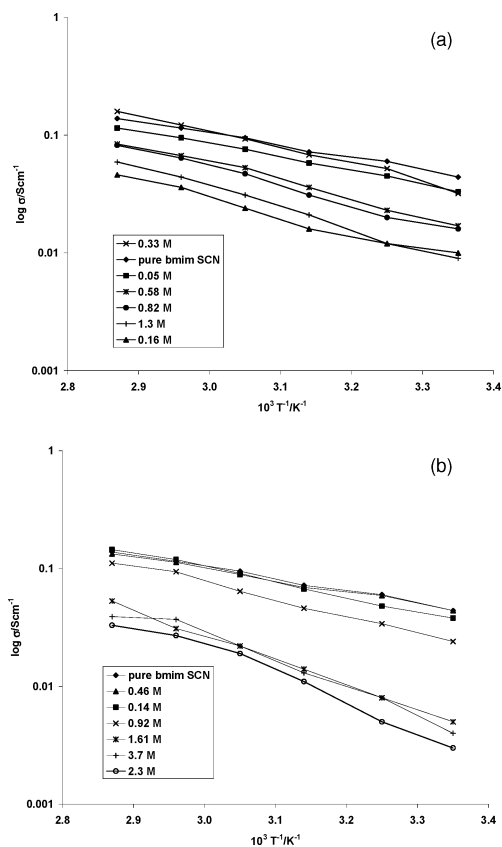 (a)
1
0.1
0.01
0.001
log σ/Scm⁻¹
0.33 M
pure bmim SCN
0.05 M
0.58 M
0.82 M
1.3 M
0.16 M
2.8 2.9 3.0 3.1 3.2 3.3 3.4
10³ T⁻¹/K⁻¹
(b)
1
0.1
0.01
0.001
log σ/Scm⁻¹
pure bmim SCN
0.46 M
0.14 M
0.92 M
1.61 M
3.7 M
2.3 M
2.8 2.9 3.0 3.1 3.2 3.3 3.4
10³ T⁻¹/K⁻¹